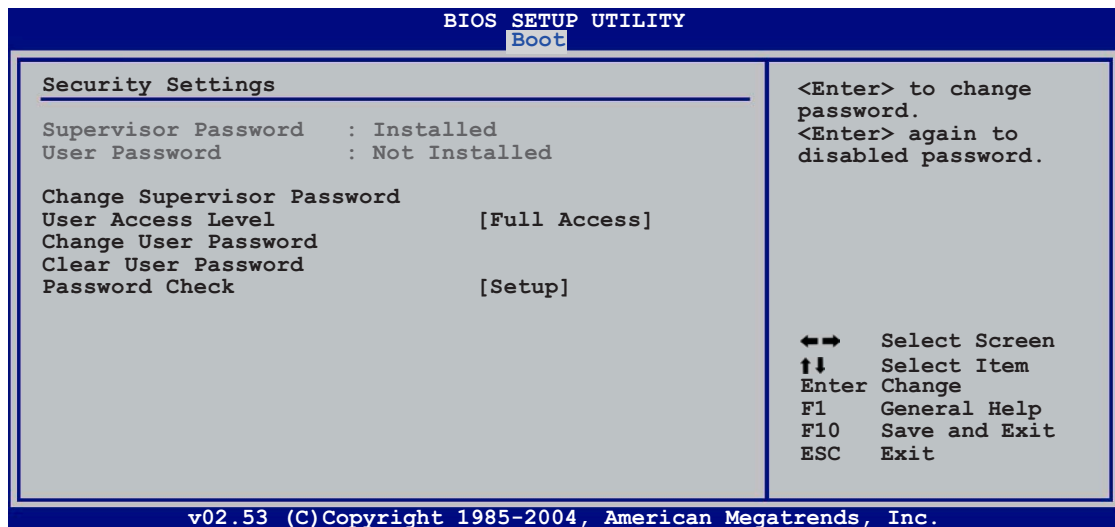 BIOS SETUP UTILITY
Boot
Security Settings
Supervisor Password : Installed
User Password : Not Installed
Change Supervisor Password
User Access Level [Full Access]
Change User Password
Clear User Password
Password Check [Setup]
<Enter> to change
password.
<Enter> again to
disabled password.
←→ Select Screen
↑↓ Select Item
Enter Change
F1 General Help
F10 Save and Exit
ESC Exit
v02.53 (C)Copyright 1985-2004, American Megatrends, Inc.